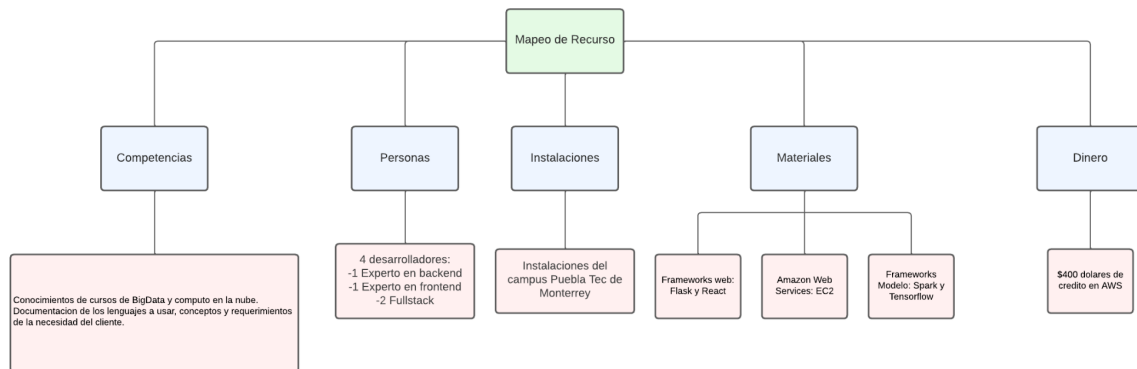 Mapeo de Recurso
Competencias
Personas
Instalaciones
Materiales
Dinero
Conocimientos de cursos de BigData y computo en la nube.
Documentacion de los lenguajes a usar, conceptos y requerimientos
de la necesidad del cliente.
4 desarrolladores:
-1 Experto en backend
-1 Experto en frontend
-2 Fullstack
Instalaciones del
campus Puebla Tec de
Monterrey
Frameworks web:
Flask y React
Amazon Web
Services: EC2
Frameworks
Modelo: Spark y
Tensorflow
$400 dolares de
credito en AWS